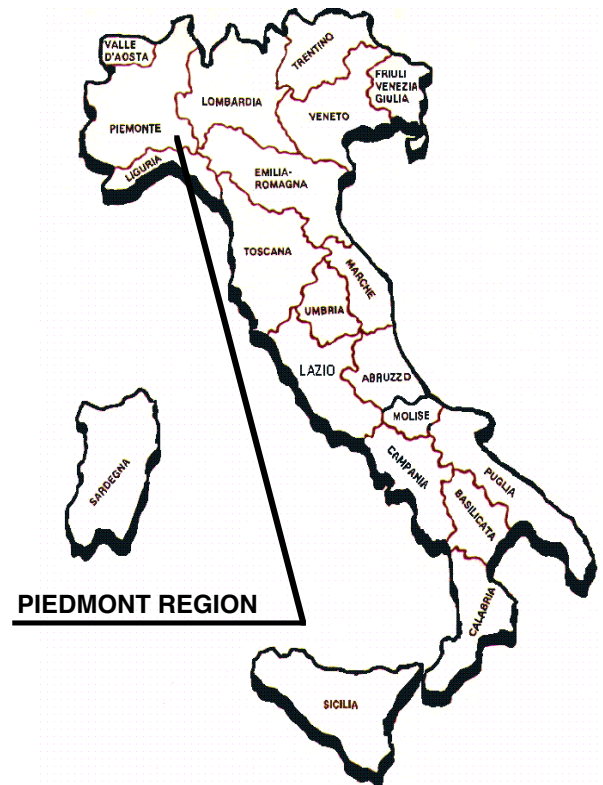 VALLE
D'AOSTA
TRENTINO
FRIULI
VENEZIA
GIULIA
LOMBARDIA
VENETO
PIEMONTE
LIGURIA
EMILIA-
ROMAGNA
TOSCANA
MARCHE
UMBRIA
LAZIO
ABRUZZO
MOLISE
CAMPANIA
PUGLIA
BASILICATA
SARDEGNA
CALABRIA
PIEDMONT REGION
SICILIA